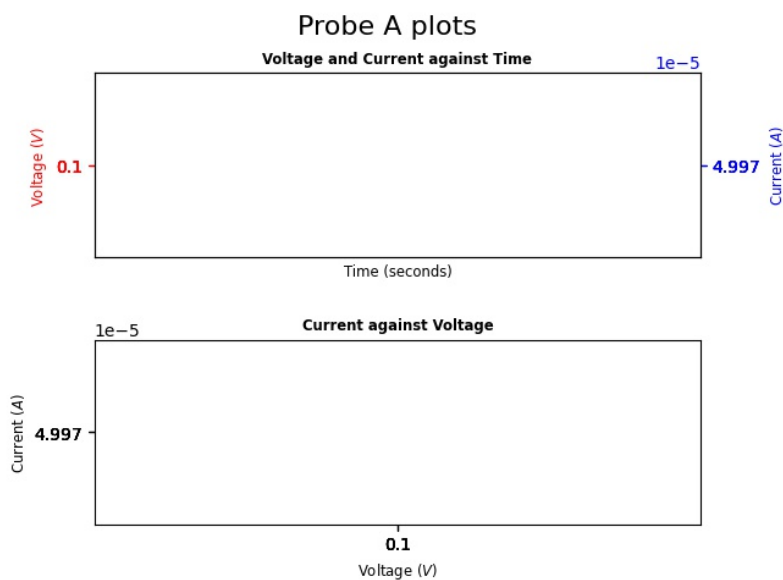 Probe A plots
Voltage and Current against Time
1e−5
Voltage (V)
0.1
4.997
Current (A)
Time (seconds)
Current against Voltage
1e−5
Current (A)
4.997
0.1
Voltage (V)